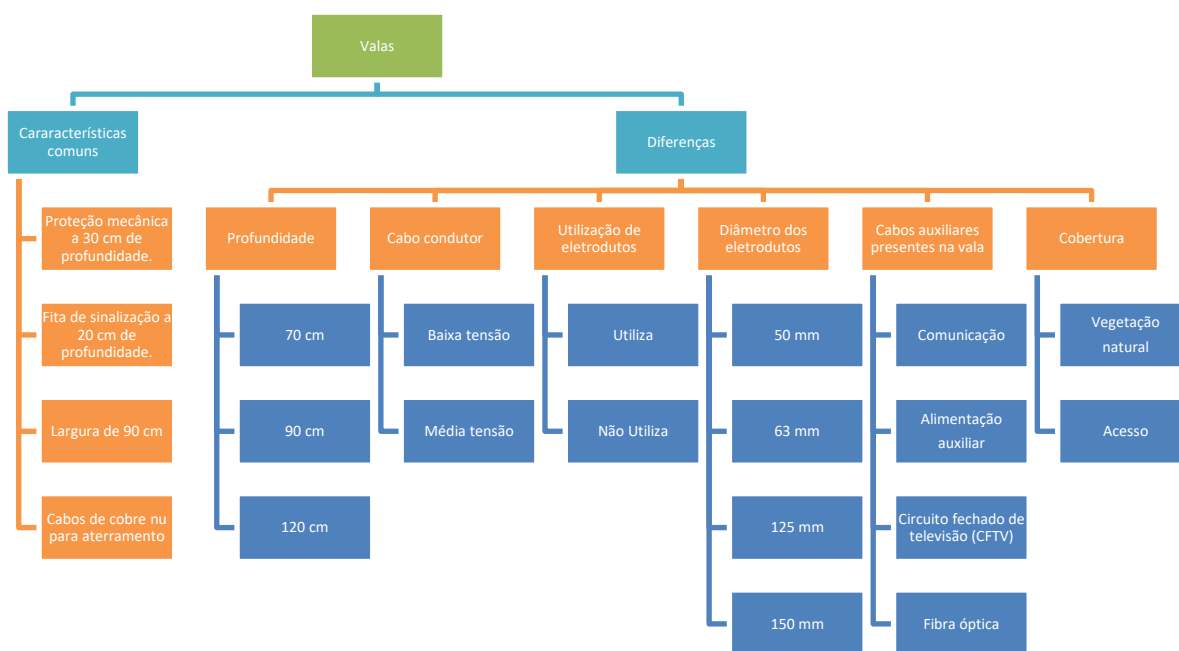 Valas
Cararacterísticas
comuns
Diferenças
Proteção mecânica
a 30 cm de
profundidade.
Fita de sinalização a
20 cm de
profundidade.
Largura de 90 cm
Cabos de cobre nu
para aterramento
Profundidade
70 cm
90 cm
120 cm
Cabo condutor
Baixa tensão
Média tensão
Utilização de
eletrodutos
Utiliza
Não Utiliza
Diâmetro dos
eletrodutos
50 mm
63 mm
125 mm
150 mm
Cabos auxiliares
presentes na vala
Comunicação
Alimentação
auxiliar
Circuito fechado de
televisão (CFTV)
Fibra óptica
Cobertura
Vegetação
natural
Acesso